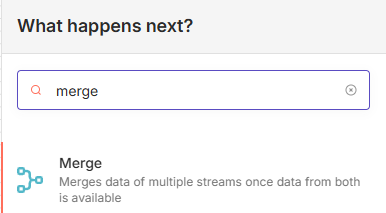 What happens next?
merge
Merge
Merges data of multiple streams once data from both
is available